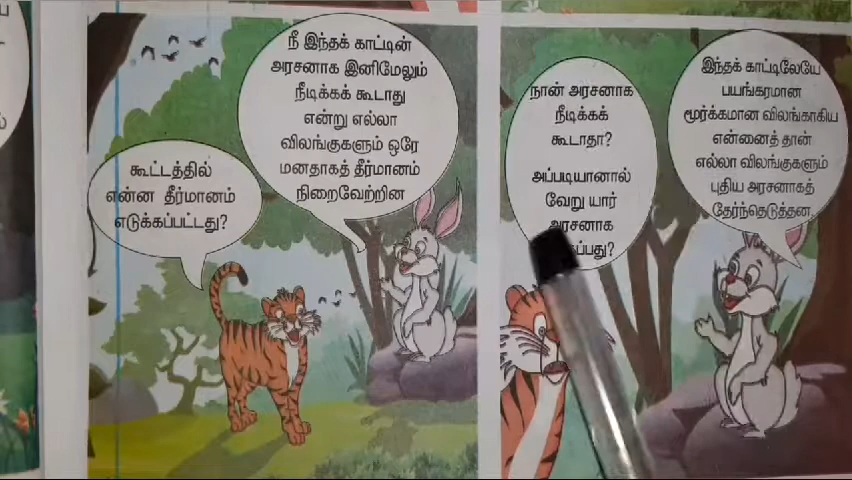 கூட்டத்தில்
என்ன தீர்மானம்
எடுக்கப்பட்டது?
நீ இந்தக் காட்டின்
அரசனாக இனிமேலும்
நீடிக்கக் கூடாது
என்று எல்லா
விலங்குகளும் ஒரே
மனதாகத் தீர்மானம்
நிறைவேற்றின
நான் அரசனாக
நீடிக்கக்
கூடாதா?
அப்படியானால்
வேறு யார்
அரசனாக
இந்தக் காட்டிலேயே
பயங்கரமான
மூர்க்கமான விலங்காகிய
என்னைத் தான்
எல்லா விலங்குகளும்
புதிய அரசனாகத்
தேர்ந்தெடுத்தன.